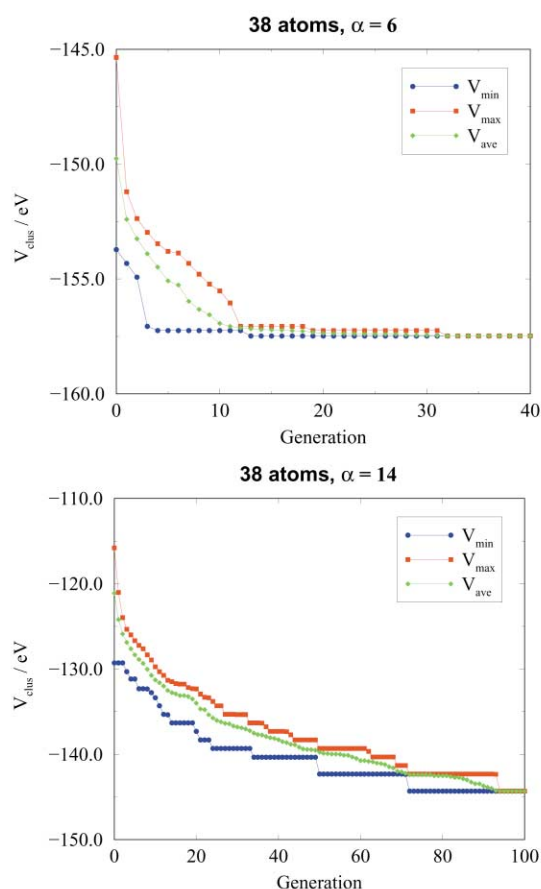 38 atoms, α = 6
−145.0
−150.0
−155.0
−160.0
V_clus / eV
V_min
V_max
V_ave
0
10
20
30
40
Generation
38 atoms, α = 14
−110.0
−120.0
−130.0
−140.0
−150.0
V_clus / eV
V_min
V_max
V_ave
0
20
40
60
80
100
Generation